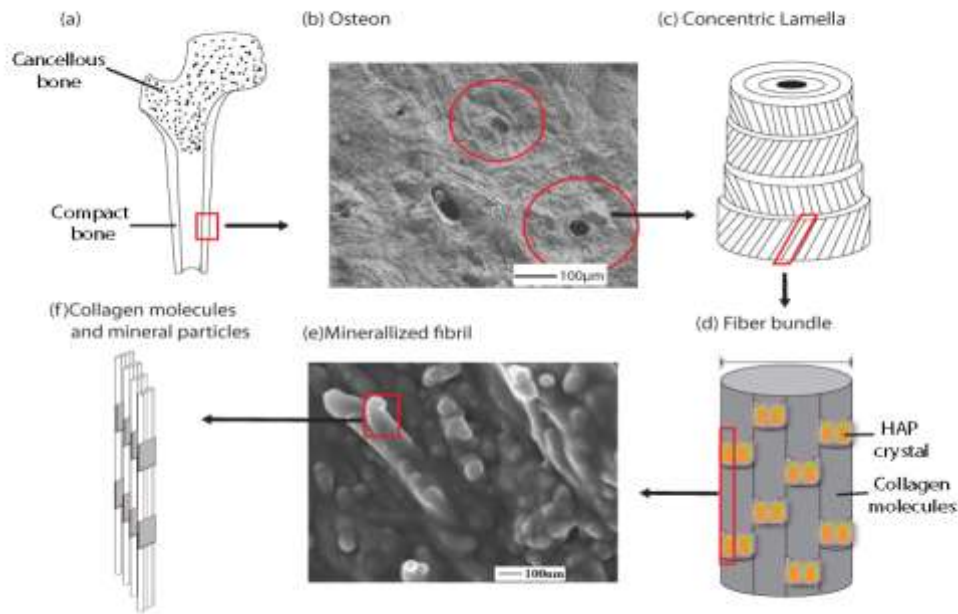 (a)
Cancellous
bone
Compact
bone
(b) Osteon
100μm
(c) Concentric Lamella
(d) Fiber bundle
HAP
crystal
Collagen
molecules
(e)Minerallized fibril
100nm
(f)Collagen molecules
and mineral particles